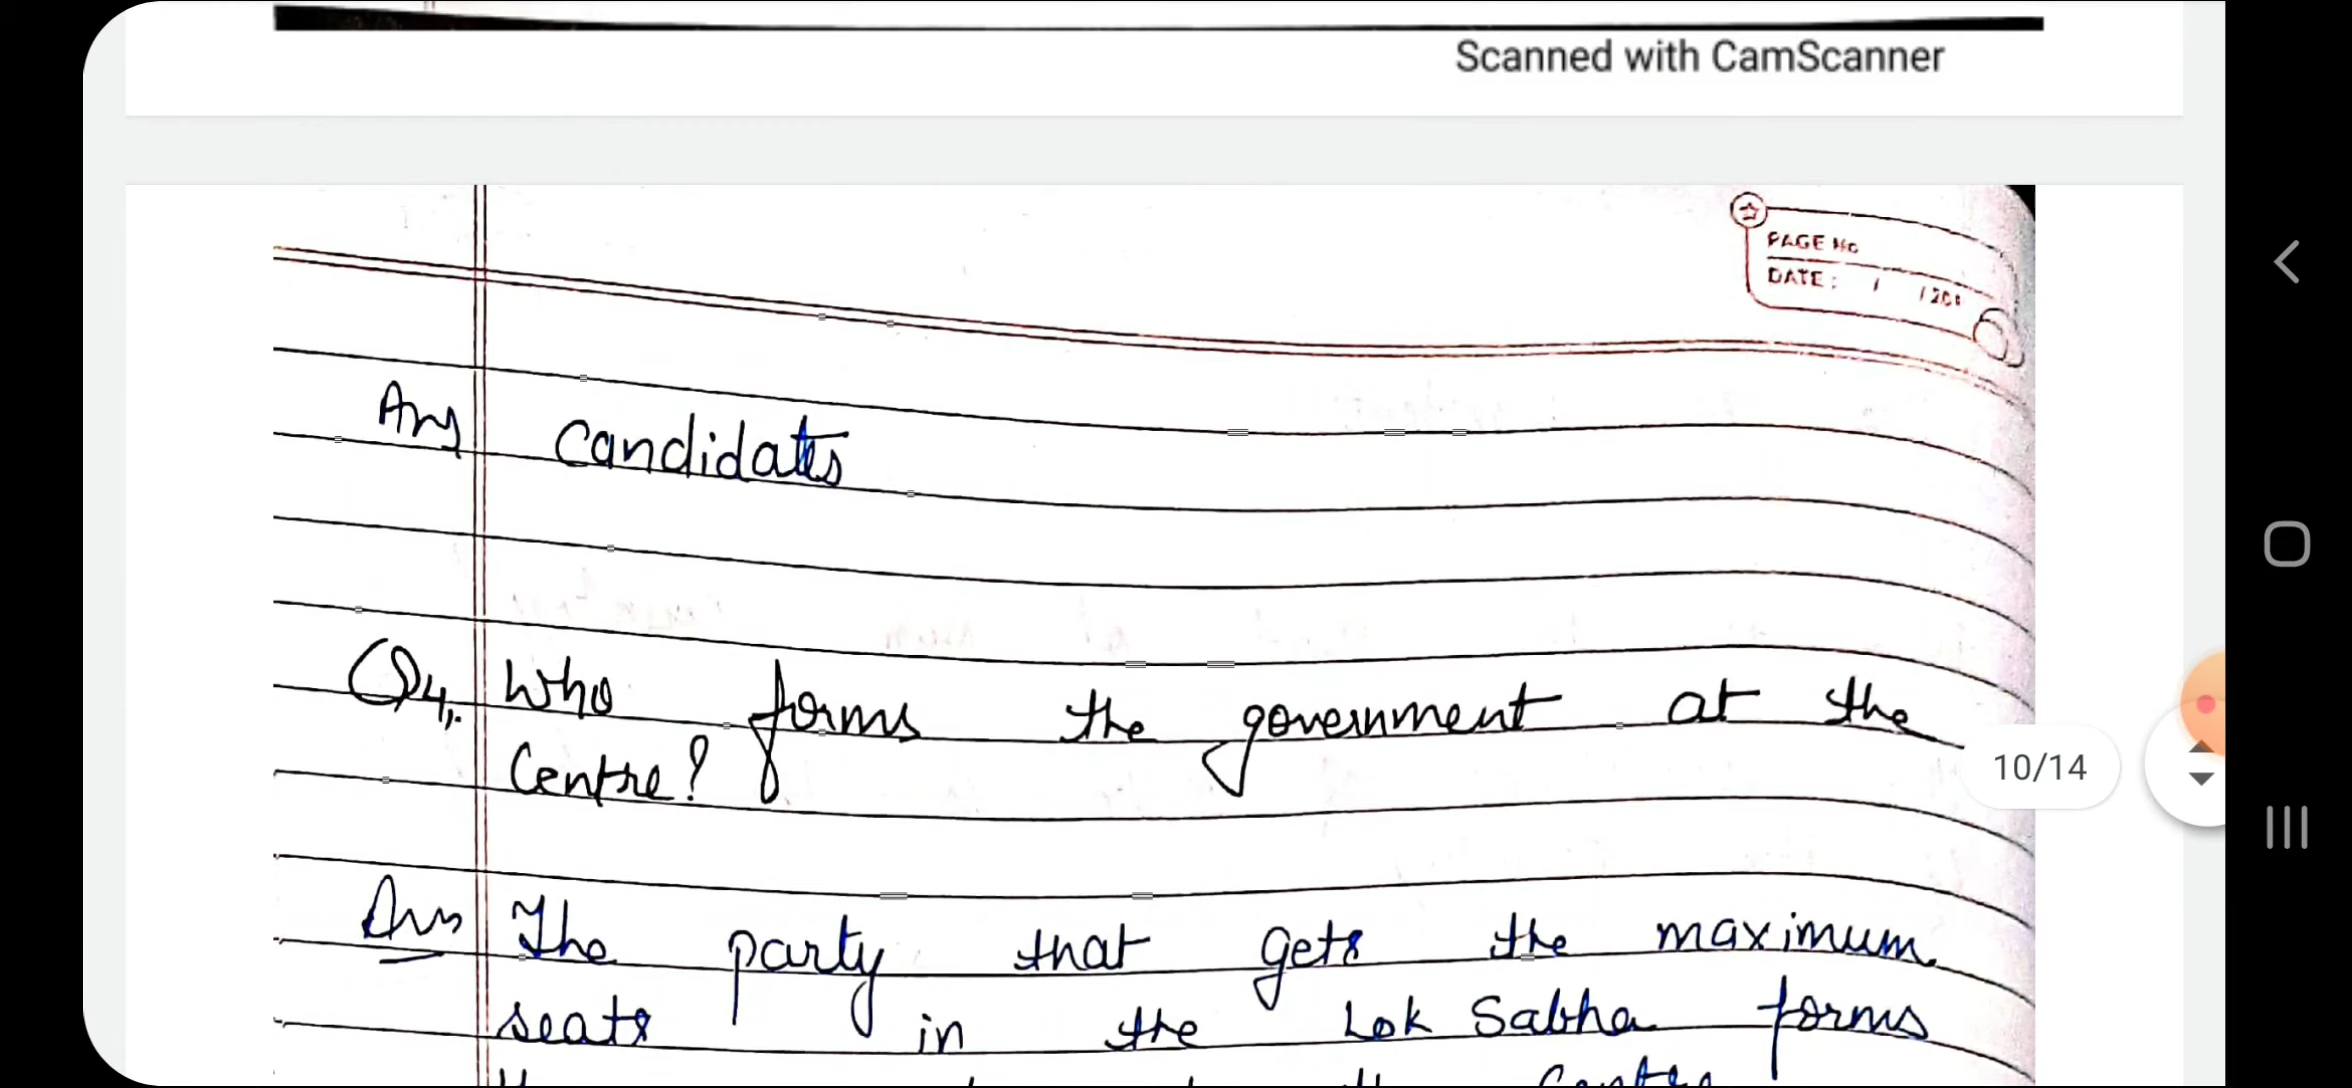 Scanned with CamScanner
PAGE No
DATE: / /20
Ans Candidates
Q4. Who forms the government at the
Centre?
10/14
Ans The party that gets the maximum
seats in the Lok Sabha forms
Centre